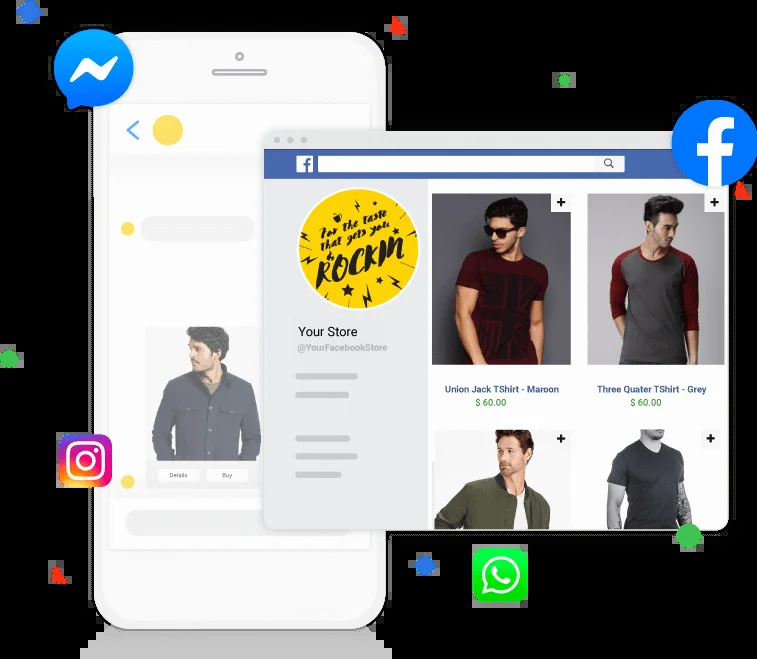 For the taste
that gets you
&
ROCKIN
Your Store
@YourFacebookStore
Union Jack TShirt - Maroon
$ 60.00
Three Quater TShirt - Grey
$ 60.00
Details
Buy